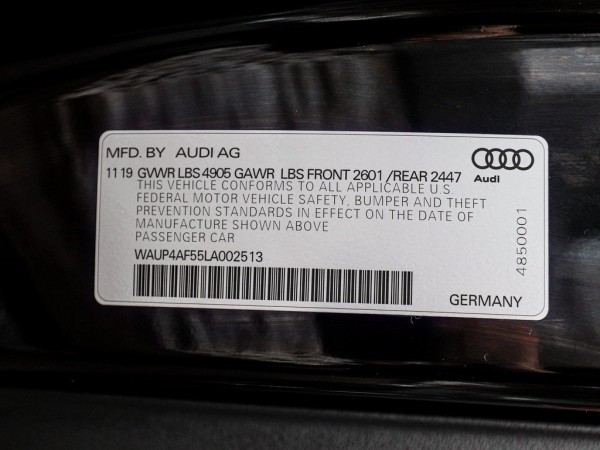 MFD. BY AUDI AG
11 19 GVWR LBS 4905 GAWR LBS FRONT 2601 / REAR 2447
THIS VEHICLE CONFORMS TO ALL APPLICABLE U.S.
FEDERAL MOTOR VEHICLE SAFETY, BUMPER AND THEFT
PREVENTION STANDARDS IN EFFECT ON THE DATE OF
MANUFACTURE SHOWN ABOVE
PASSENGER CAR
WAUP4AF55LA002513
Audi
4850001
GERMANY